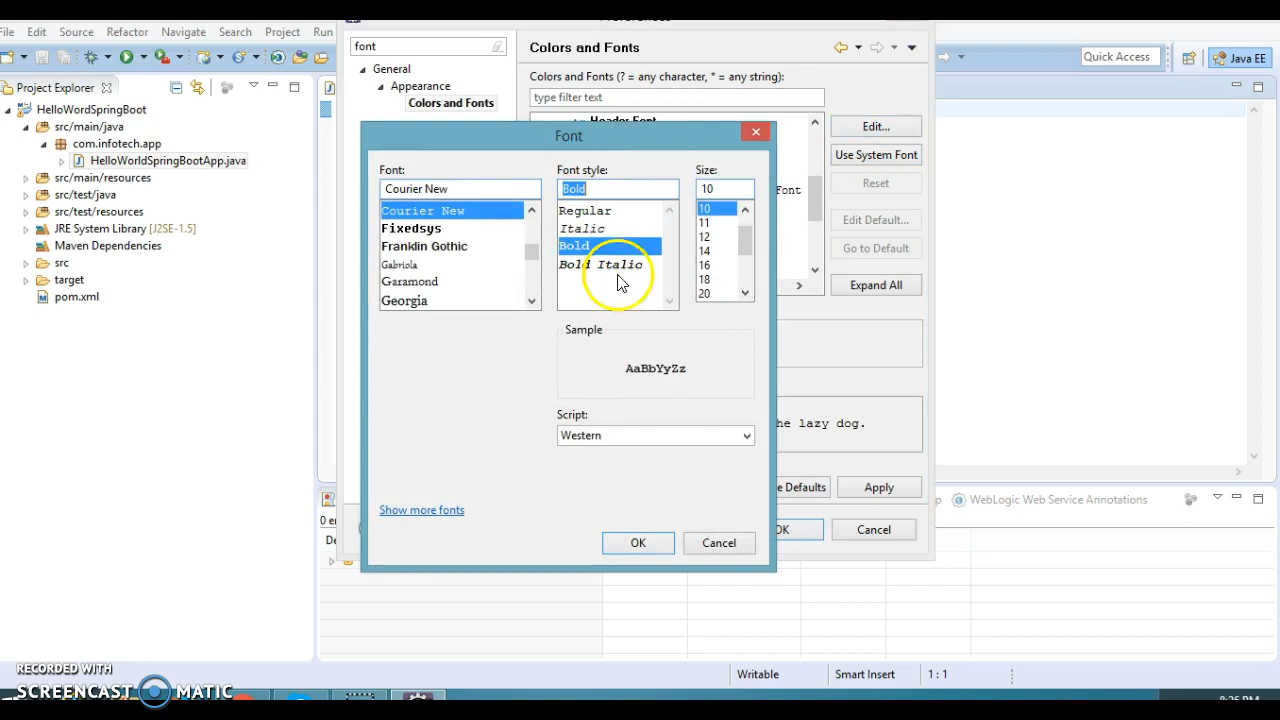 File Edit Source Refactor Navigate Search Project Run
Quick Access
Java EE
Project Explorer
HelloWordSpringBoot
src/main/java
com.infotech.app
HelloWorldSpringBootApp.java
src/main/resources
src/test/java
src/test/resources
JRE System Library [J2SE-1.5]
Maven Dependencies
src
target
pom.xml
font
General
Appearance
Colors and Fonts
Colors and Fonts
Colors and Fonts (? = any character, * = any string):
type filter text
Header Font
Font
Edit...
Use System Font
Reset
Edit Default...
Go to Default
Expand All
he lazy dog.
e Defaults
Apply
OK
Cancel
Font
Font:
Courier New
Courier New
Fixedsys
Franklin Gothic
Gabriola
Garamond
Georgia
Font style:
Bold
Regular
Italic
Bold
Bold Italic
Size:
10
10
11
12
14
16
18
20
Sample
AaBbYyZz
Script:
Western
Show more fonts
OK
Cancel
WebLogic Web Service Annotations
0 e
De
Writable
Smart Insert
1 : 1
RECORDED WITH
SCREENCAST MATIC